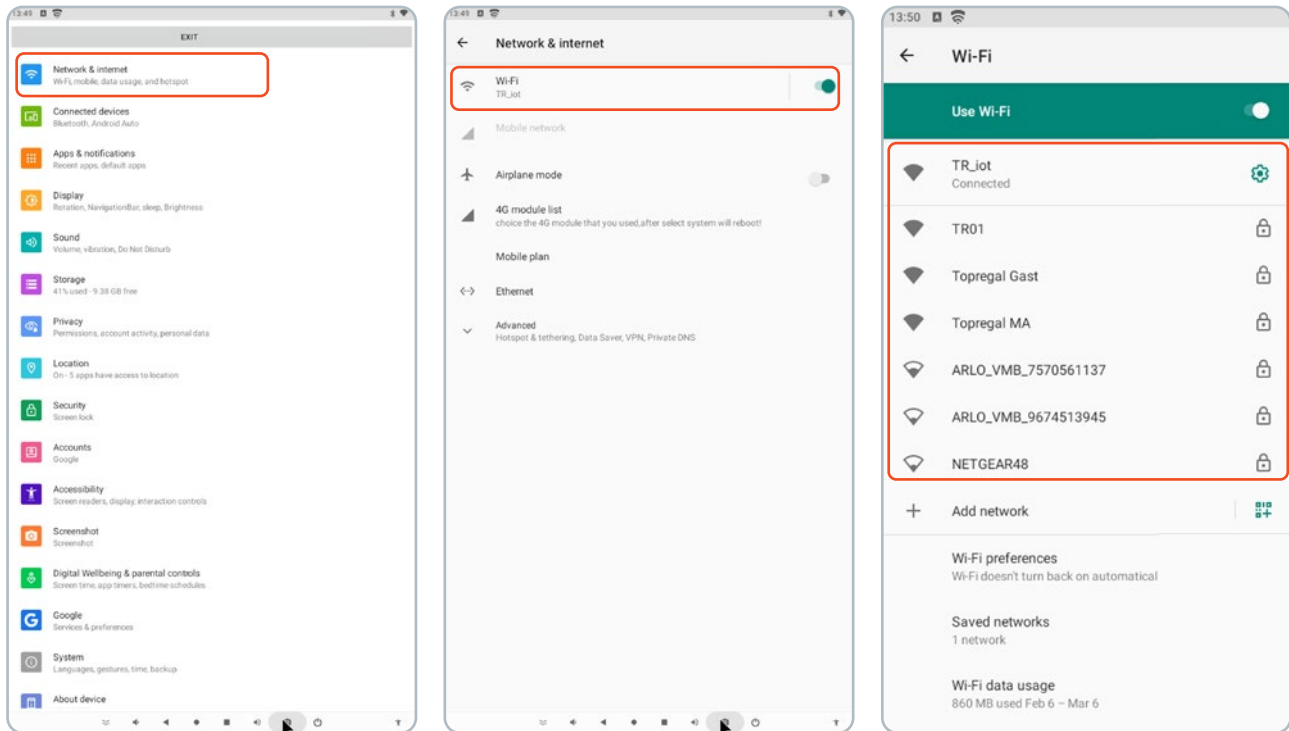 13:49
EXIT
Network & internet
Wi-Fi, mobile, data usage, and hotspot
Connected devices
Bluetooth, Android Auto
Apps & notifications
Recent apps, default apps
Display
Rotation, NavigationBar, sleep, Brightness
Sound
Volume, vibration, Do Not Disturb
Storage
41% used - 9.38 GB free
Privacy
Permissions, account activity, personal data
Location
On - 5 apps have access to location
Security
Screen lock
Accounts
Google
Accessibility
Screen readers, display, interaction controls
Screenshot
Screenshot
Digital Wellbeing & parental controls
Screen time, app timers, bedtime schedules
Google
Services & preferences
System
Languages, gestures, time, backup
About device
13:49
Network & internet
Wi-Fi
TR_iot
Mobile network
Airplane mode
4G module list
choice the 4G module that you used,after select system will reboot!
Mobile plan
Ethernet
Advanced
Hotspot & tethering, Data Saver, VPN, Private DNS
13:50
Wi-Fi
Use Wi-Fi
TR_iot
Connected
TR01
Topregal Gast
Topregal MA
ARLO_VMB_7570561137
ARLO_VMB_9674513945
NETGEAR48
Add network
Wi-Fi preferences
Wi-Fi doesn't turn back on automatical
Saved networks
1 network
Wi-Fi data usage
860 MB used Feb 6 – Mar 6